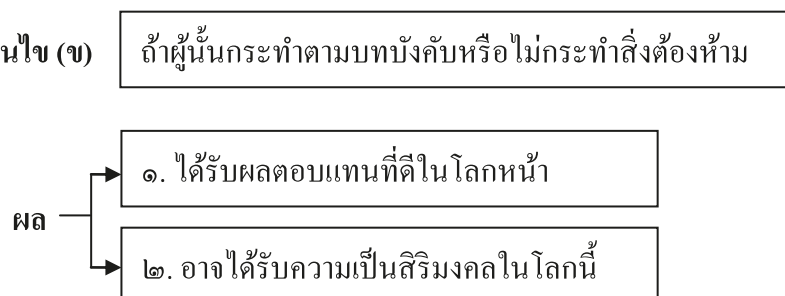 นไข (ข) ถ้าผู้นั้นกระทำตามบทบังคับหรือไม่กระทำสิ่งต้องห้าม
๑. ได้รับผลตอบแทนที่ดีในโลกหน้า
ผล
๒. อาจได้รับความเป็นสิริมงคลในโลกนี้